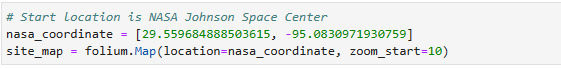 # Start location is NASA Johnson Space Center
nasa_coordinate = [29.559684888503615, -95.0830971930759]
site_map = folium.Map(location=nasa_coordinate, zoom_start=10)